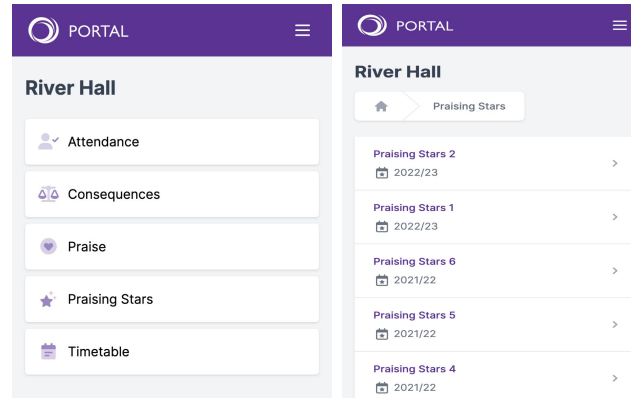 PORTAL
River Hall
Attendance
Consequences
Praise
Praising Stars
Timetable
PORTAL
River Hall
Praising Stars
Praising Stars 2
2022/23
Praising Stars 1
2022/23
Praising Stars 6
2021/22
Praising Stars 5
2021/22
Praising Stars 4
2021/22